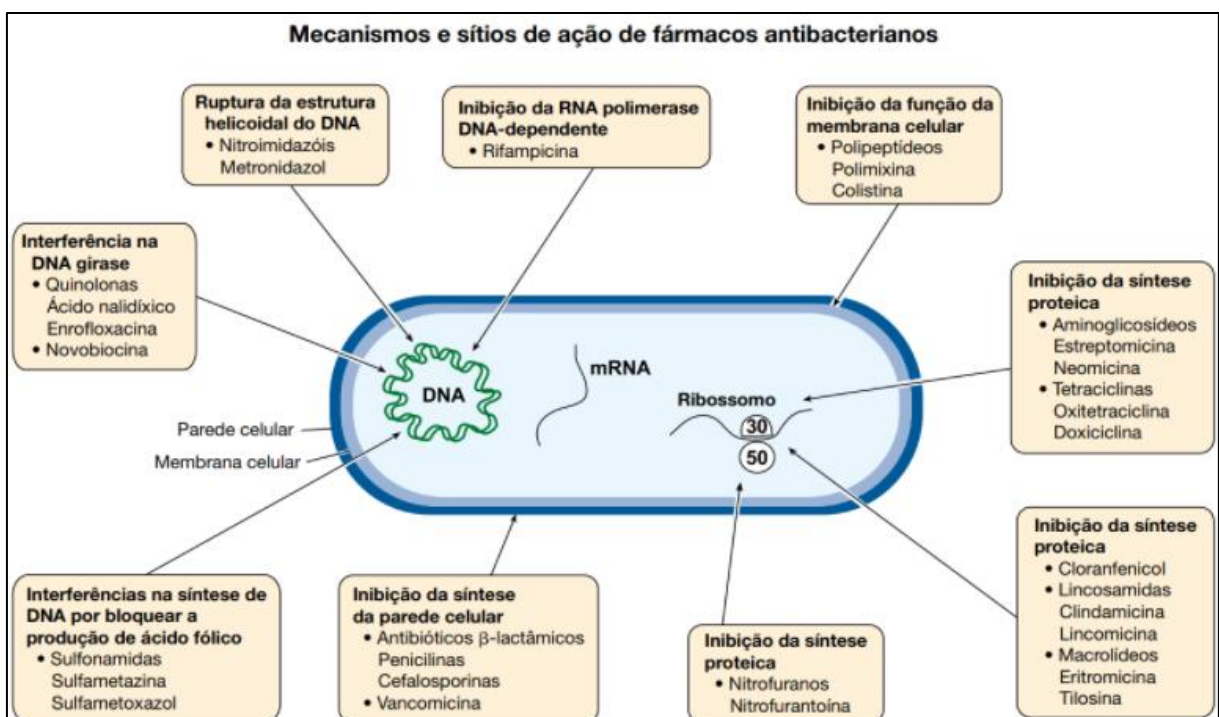 Mecanismos e sítios de ação de fármacos antibacterianos
Ruptura da estrutura
helicoidal do DNA
• Nitroimidazóis
Metronidazol
Inibição da RNA polimerase
DNA-dependente
• Rifampicina
Inibição da função da
membrana celular
• Polipeptídeos
Polimixina
Colistina
Interferência na
DNA girase
• Quinolonas
Ácido nalidíxico
Enrofloxacina
• Novobiocina
Inibição da síntese
proteica
• Aminoglicosídeos
Estreptomicina
Neomicina
• Tetraciclinas
Oxitetraciclina
Doxiciclina
DNA
mRNA
Ribossomo
30
50
Parede celular
Membrana celular
Interferências na síntese de
DNA por bloquear a
produção de ácido fólico
• Sulfonamidas
Sulfametazina
Sulfametoxazol
Inibição da síntese
da parede celular
• Antibióticos β-lactâmicos
Penicilinas
Cefalosporinas
• Vancomicina
Inibição da síntese
proteica
• Nitrofuranos
Nitrofurantoína
Inibição da síntese
proteica
• Cloranfenicol
• Lincosamidas
Clindamicina
Lincomicina
• Macrolídeos
Eritromicina
Tilosina